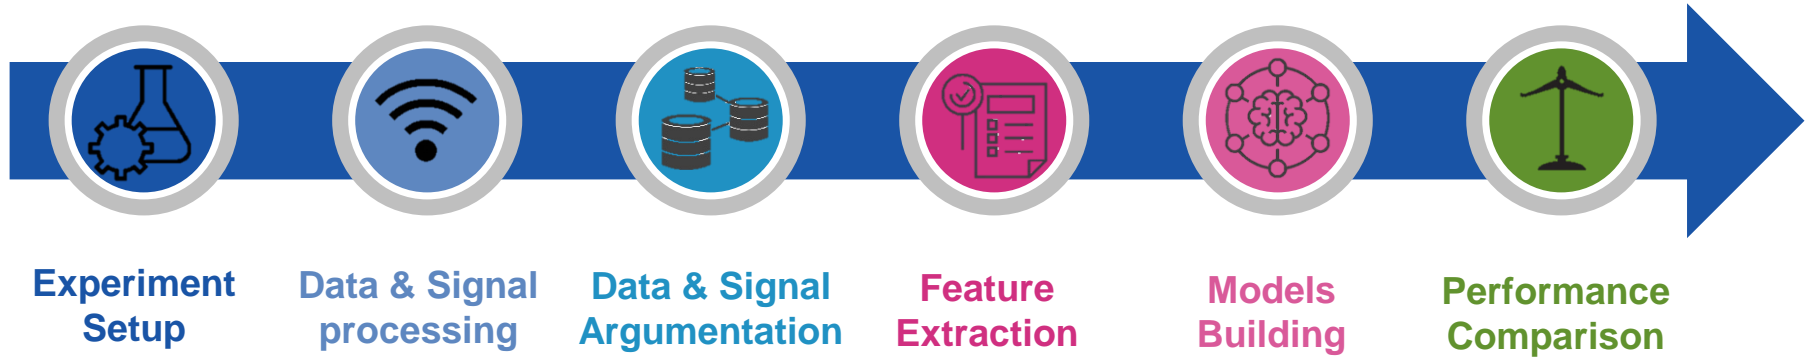 Experiment
Setup
Data & Signal
processing
Data & Signal
Argumentation
Feature
Extraction
Models
Building
Performance
Comparison